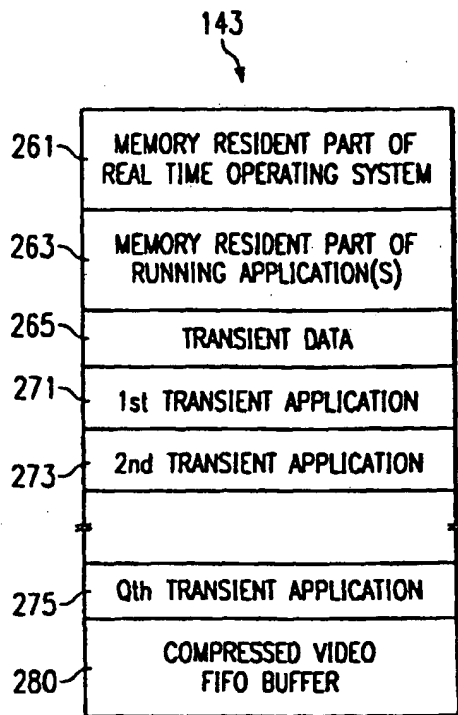 143
261
MEMORY RESIDENT PART OF
REAL TIME OPERATING SYSTEM
263
MEMORY RESIDENT PART OF
RUNNING APPLICATION(S)
265
TRANSIENT DATA
271
1st TRANSIENT APPLICATION
273
2nd TRANSIENT APPLICATION
275
Qth TRANSIENT APPLICATION
280
COMPRESSED VIDEO
FIFO BUFFER